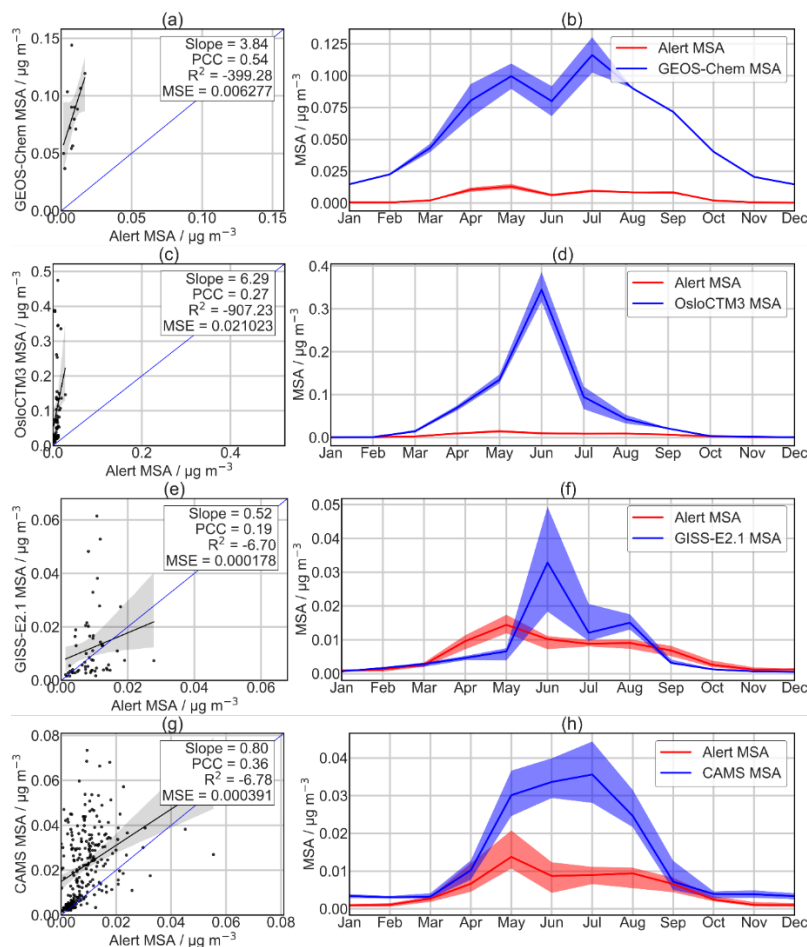 (a)
GEOS-Chem MSA / µg m⁻³
0.15
0.10
0.05
0.00
0.00 0.05 0.10 0.15
Alert MSA / µg m⁻³
Slope = 3.84
PCC = 0.54
R² = -399.28
MSE = 0.006277
(b)
MSA / µg m⁻³
0.125
0.100
0.075
0.050
0.025
0.000
Jan Feb Mar Apr May Jun Jul Aug Sep Oct Nov Dec
Alert MSA
GEOS-Chem MSA
(c)
OsloCTM3 MSA / µg m⁻³
0.5
0.4
0.3
0.2
0.1
0.0
0.0 0.2 0.4
Alert MSA / µg m⁻³
Slope = 6.29
PCC = 0.27
R² = -907.23
MSE = 0.021023
(d)
MSA / µg m⁻³
0.4
0.3
0.2
0.1
0.0
Jan Feb Mar Apr May Jun Jul Aug Sep Oct Nov Dec
Alert MSA
OsloCTM3 MSA
(e)
GISS-E2.1 MSA / µg m⁻³
0.06
0.04
0.02
0.00
0.00 0.02 0.04 0.06
Alert MSA / µg m⁻³
Slope = 0.52
PCC = 0.19
R² = -6.70
MSE = 0.000178
(f)
MSA / µg m⁻³
0.05
0.04
0.03
0.02
0.01
0.00
Jan Feb Mar Apr May Jun Jul Aug Sep Oct Nov Dec
Alert MSA
GISS-E2.1 MSA
(g)
CAMS MSA / µg m⁻³
0.08
0.06
0.04
0.02
0.00
0.00 0.02 0.04 0.06 0.08
Alert MSA / µg m⁻³
Slope = 0.80
PCC = 0.36
R² = -6.78
MSE = 0.000391
(h)
MSA / µg m⁻³
0.04
0.03
0.02
0.01
0.00
Jan Feb Mar Apr May Jun Jul Aug Sep Oct Nov Dec
Alert MSA
CAMS MSA